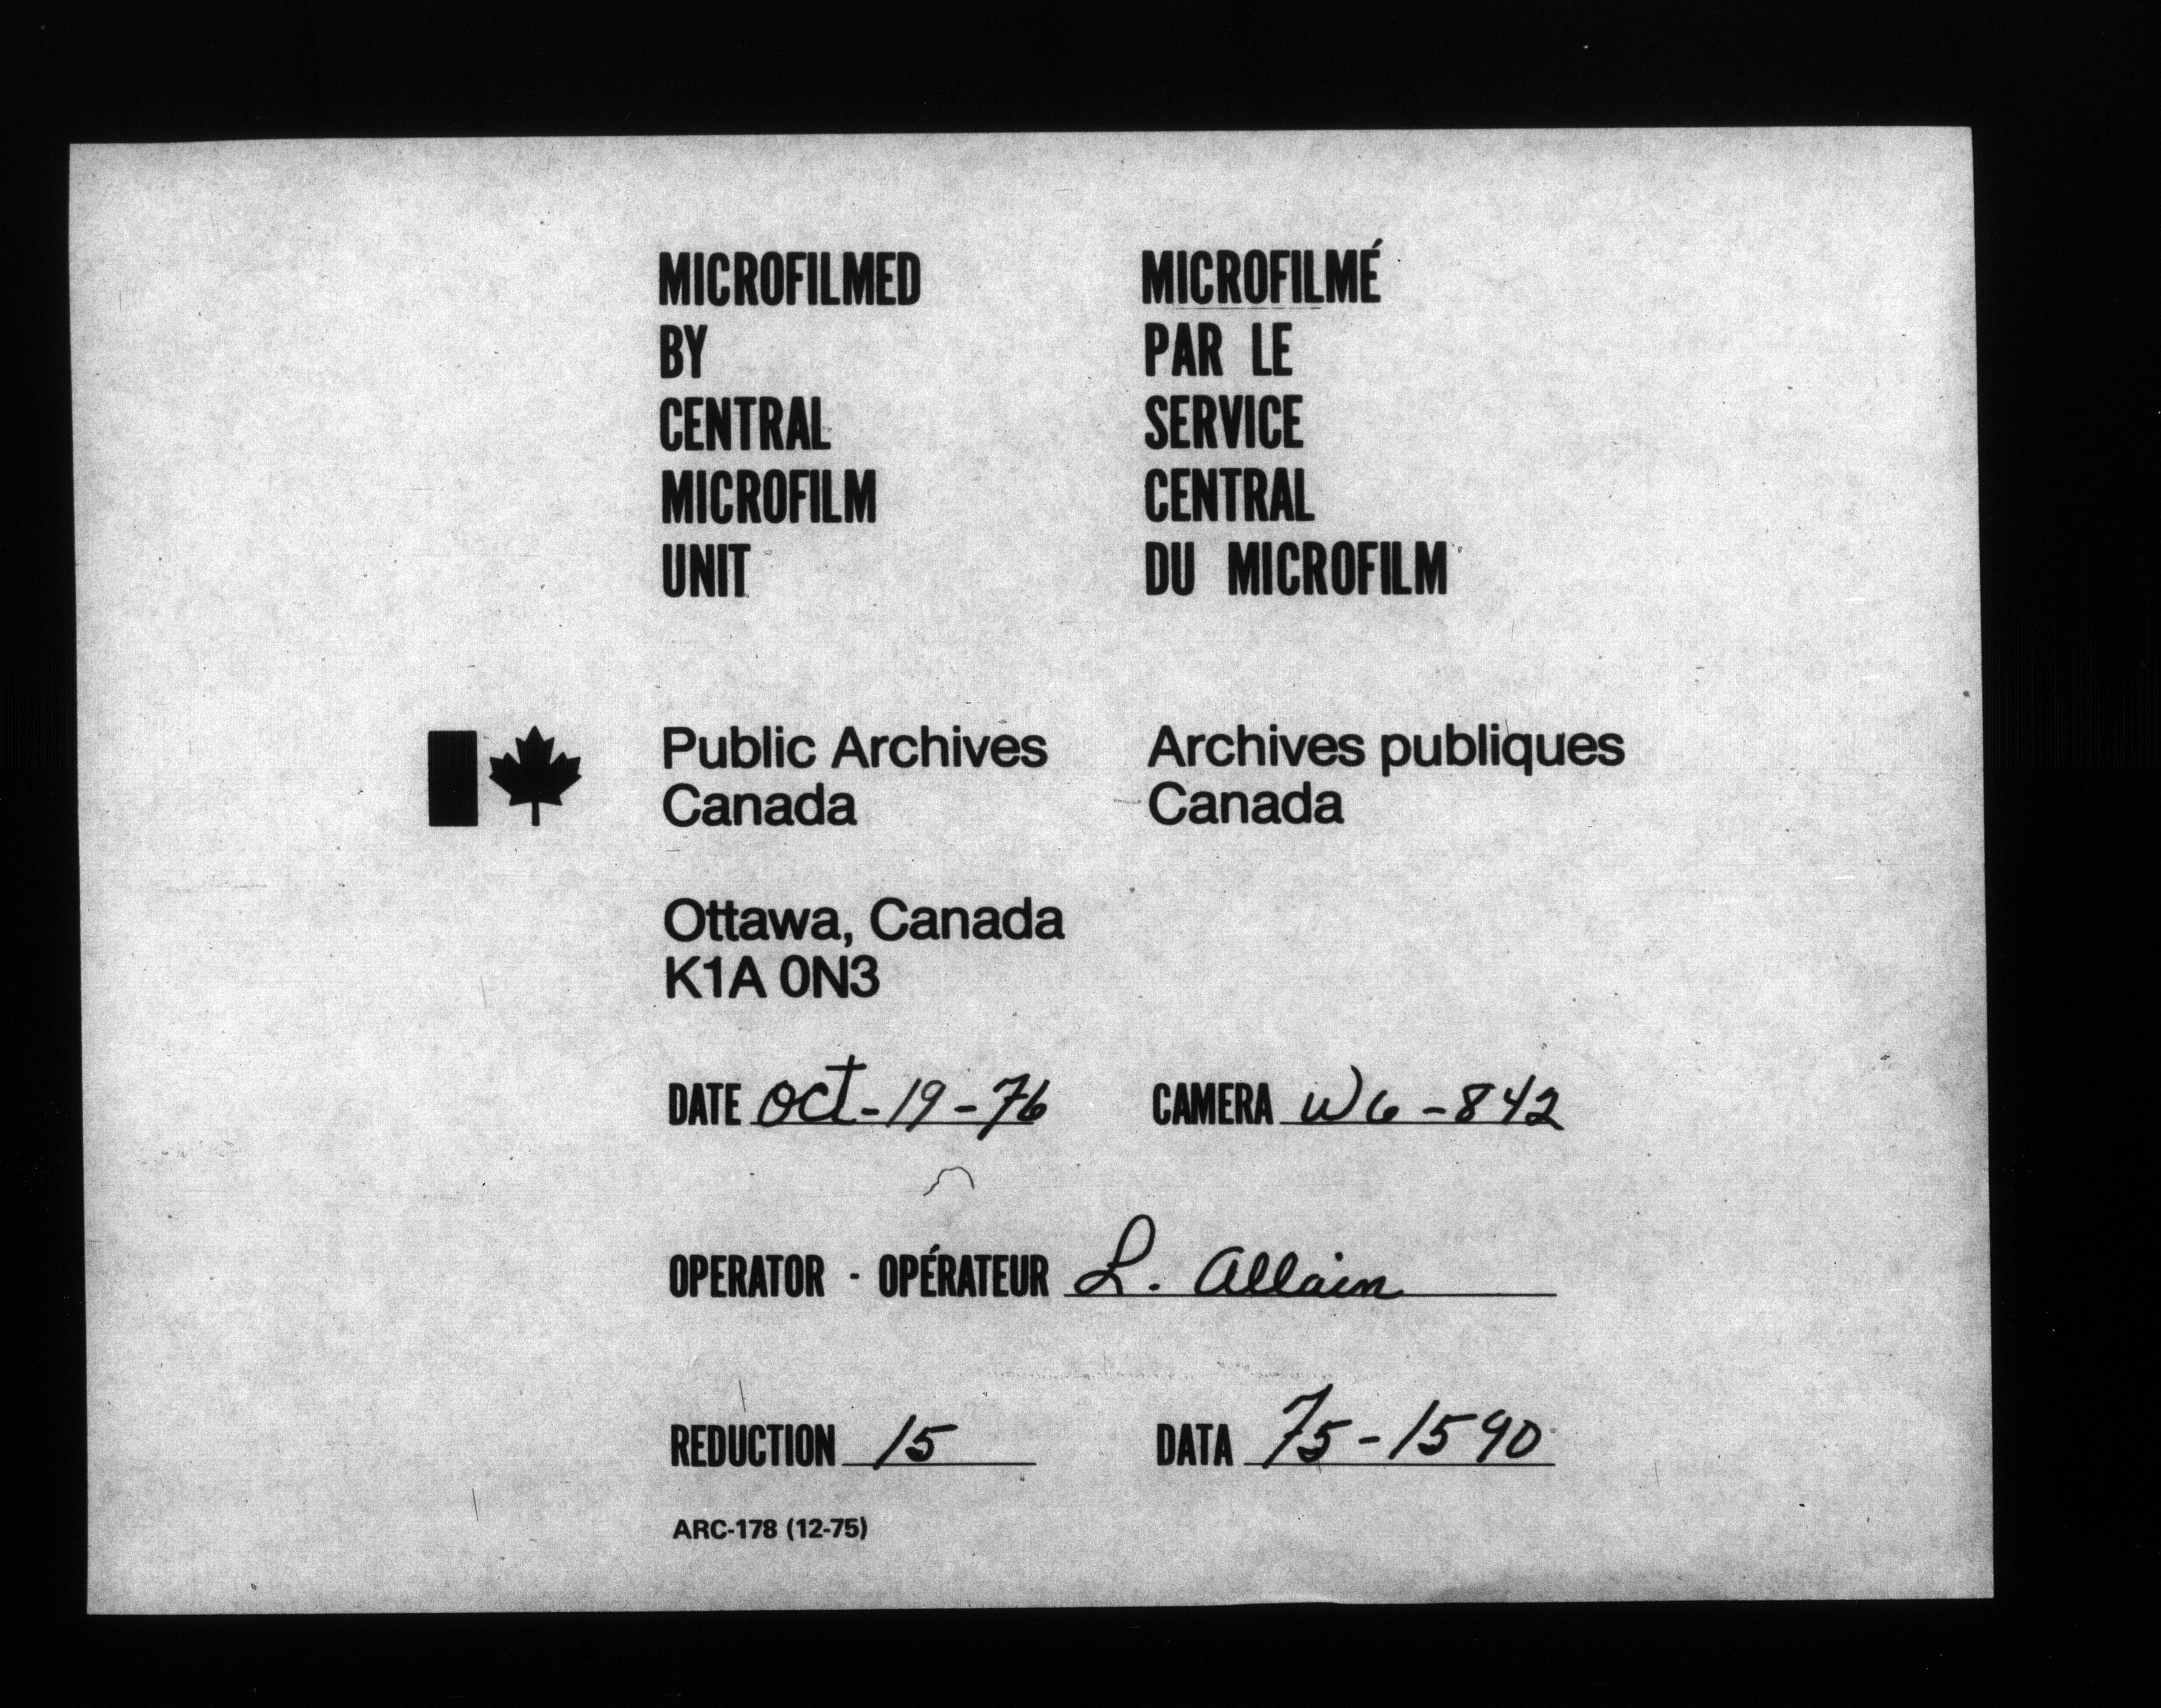 MICROFILMED
BY
CENTRAL
MICROFILM
UNIT
MICROFILMÉ
PAR LE
SERVICE
CENTRAL
DU MICROFILM
Public Archives
Canada
Archives publiques
Canada
Ottawa, Canada
K1A 0N3
DATE Oct-19-76 CAMERA W6-842
OPERATOR - OPÉRATEUR L. Allain
REDUCTION 15 DATA 75-1590
ARC-178 (12-75)